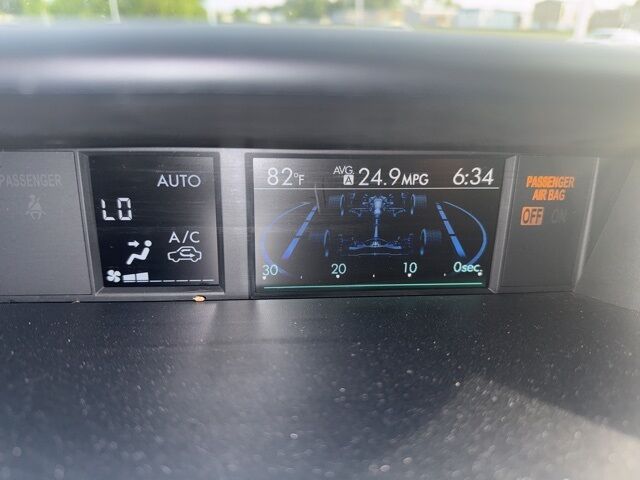 PASSENGER
AUTO
LO
A/C
82°F AVG. A 24.9MPG 6:34
30 20 10 0sec.
PASSENGER
AIR BAG
OFF ON